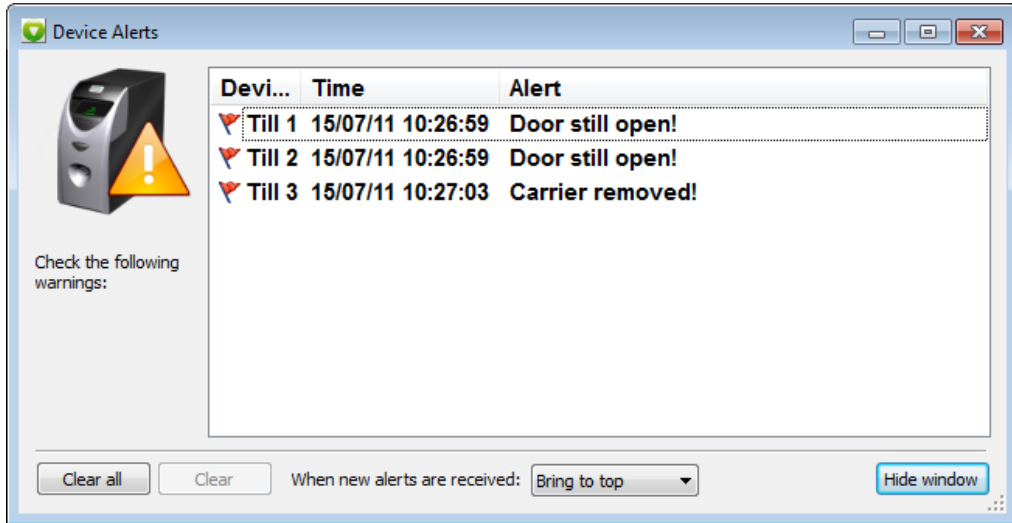 Device Alerts
Devi... Time Alert
Till 1 15/07/11 10:26:59 Door still open!
Till 2 15/07/11 10:26:59 Door still open!
Till 3 15/07/11 10:27:03 Carrier removed!
Check the following
warnings:
Clear all Clear When new alerts are received: Bring to top Hide window